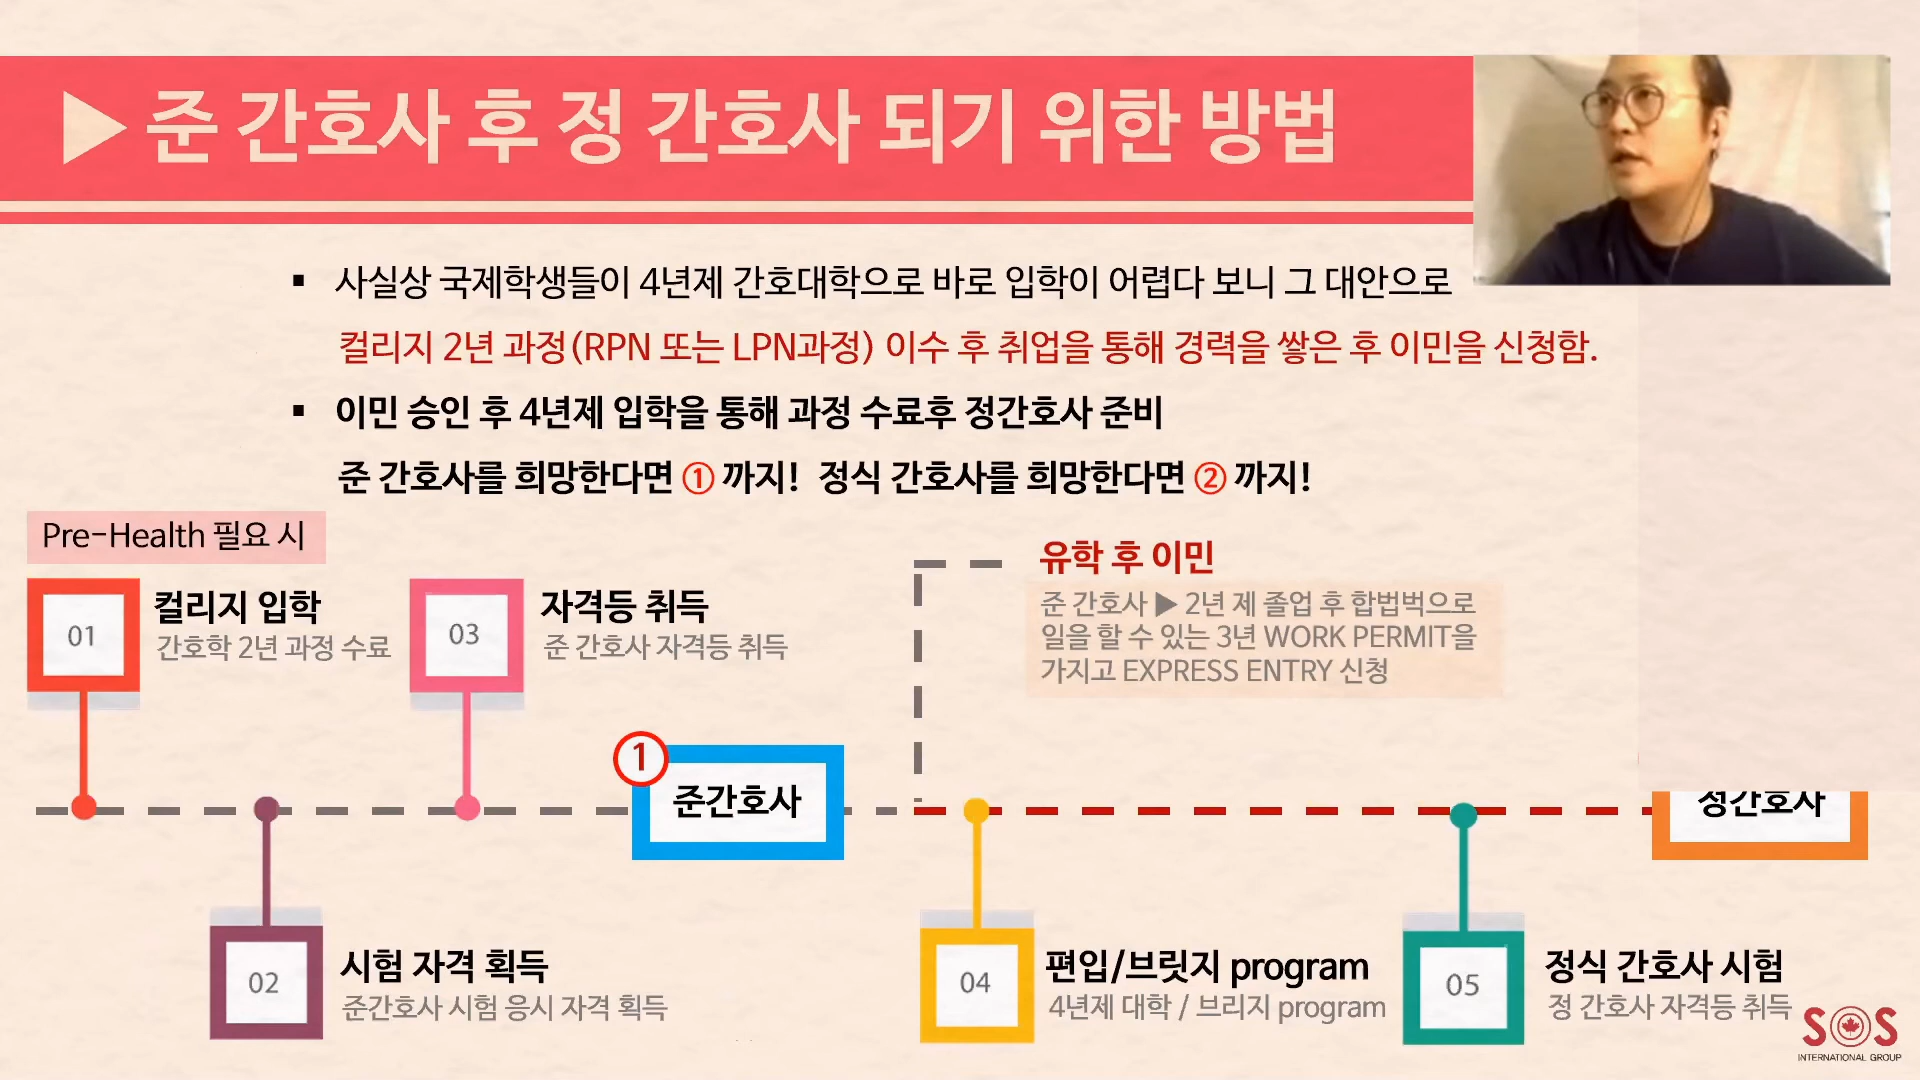 ▶ 준 간호사 후 정 간호사 되기 위한 방법
▪ 사실상 국제학생들이 4년제 간호대학으로 바로 입학이 어렵다 보니 그 대안으로
컬리지 2년 과정(RPN 또는 LPN과정) 이수 후 취업을 통해 경력을 쌓은 후 이민을 신청함.
▪ 이민 승인 후 4년제 입학을 통해 과정 수료후 정간호사 준비
준 간호사를 희망한다면 ① 까지! 정식 간호사를 희망한다면 ② 까지!
Pre-Health 필요 시
01
컬리지 입학
간호학 2년 과정 수료
03
자격등 취득
준 간호사 자격등 취득
유학 후 이민
준 간호사 ▶ 2년 제 졸업 후 합법벅으로
일을 할 수 있는 3년 WORK PERMIT을
가지고 EXPRESS ENTRY 신청
1
준간호사
정간호사
02
시험 자격 획득
준간호사 시험 응시 자격 획득
04
편입/브릿지 program
4년제 대학 / 브리지 program
05
정식 간호사 시험
정 간호사 자격등 취득
SOS
INTERNATIONAL GROUP